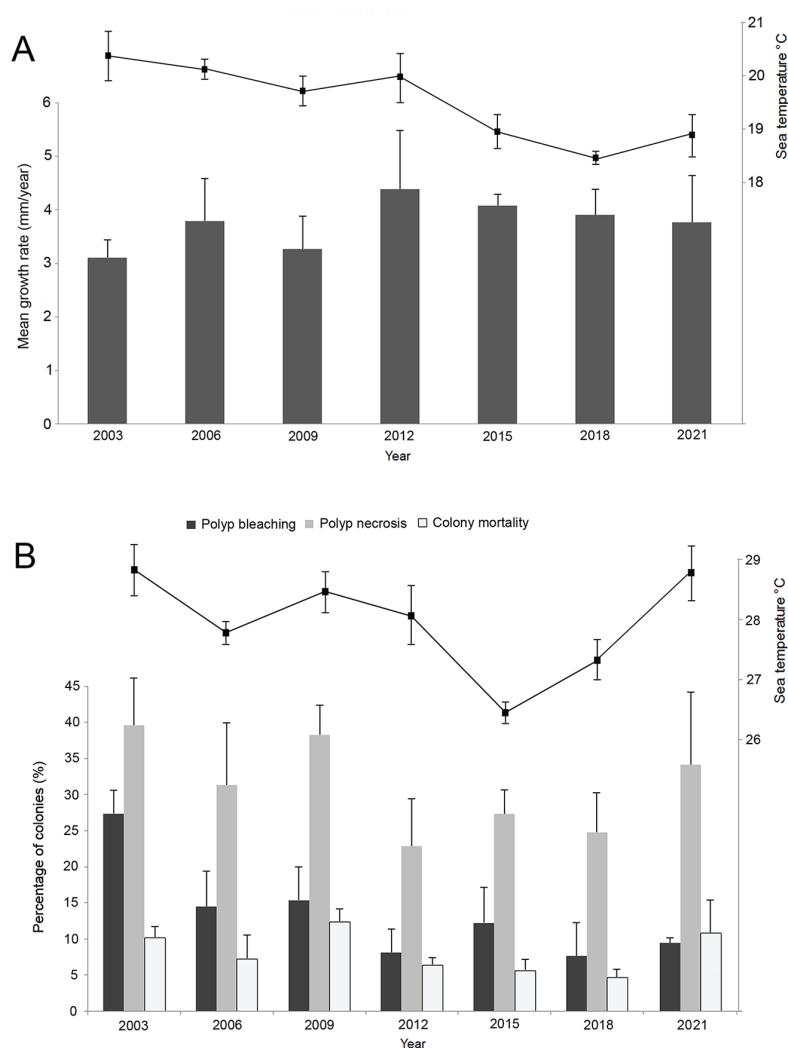 A
21
20
19
18
Sea temperature °C
6
5
4
3
2
1
0
Mean growth rate (mm/year)
2003 2006 2009 2012 2015 2018 2021
Year
Polyp bleaching Polyp necrosis Colony mortality
B
29
28
27
26
Sea temperature °C
45
40
35
30
25
20
15
10
5
0
Percentage of colonies (%)
2003 2006 2009 2012 2015 2018 2021
Year